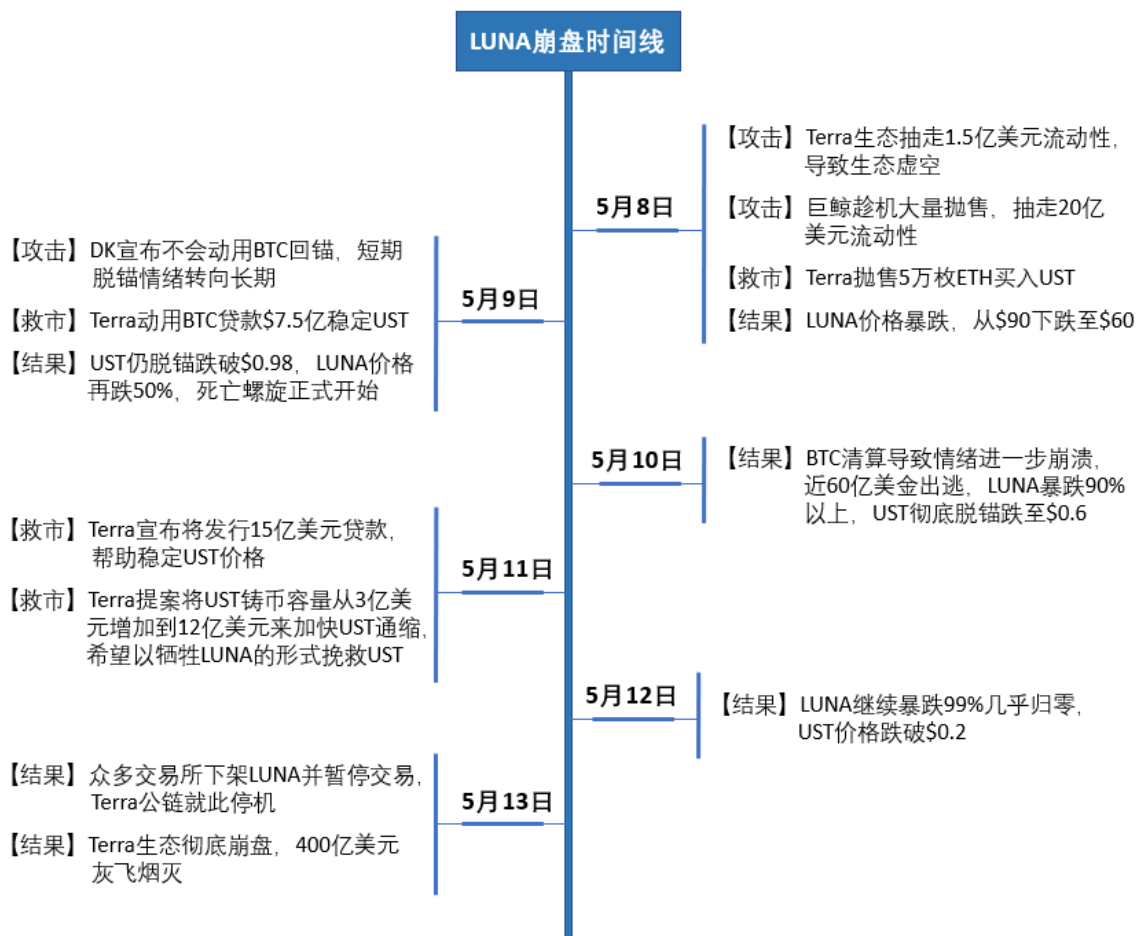 LUNA崩盘时间线
5月8日
【攻击】Terra生态抽走1.5亿美元流动性，
导致生态虚空
【攻击】巨鲸趁机大量抛售，抽走20亿
美元流动性
【救市】Terra抛售5万枚ETH买入UST
【结果】LUNA价格暴跌，从$90下跌至$60
5月9日
【攻击】DK宣布不会动用BTC回锚，短期
脱锚情绪转向长期
【救市】Terra动用BTC贷款$7.5亿稳定UST
【结果】UST仍脱锚跌破$0.98，LUNA价格
再跌50%，死亡螺旋正式开始
5月10日
【结果】BTC清算导致情绪进一步崩溃，
近60亿美金出逃，LUNA暴跌90%
以上，UST彻底脱锚跌至$0.6
5月11日
【救市】Terra宣布将发行15亿美元贷款，
帮助稳定UST价格
【救市】Terra提案将UST铸币容量从3亿美
元增加到12亿美元来加快UST通缩，
希望以牺牲LUNA的形式挽救UST
5月12日
【结果】LUNA继续暴跌99%几乎归零，
UST价格跌破$0.2
5月13日
【结果】众多交易所下架LUNA并暂停交易，
Terra公链就此停机
【结果】Terra生态彻底崩盘，400亿美元
灰飞烟灭